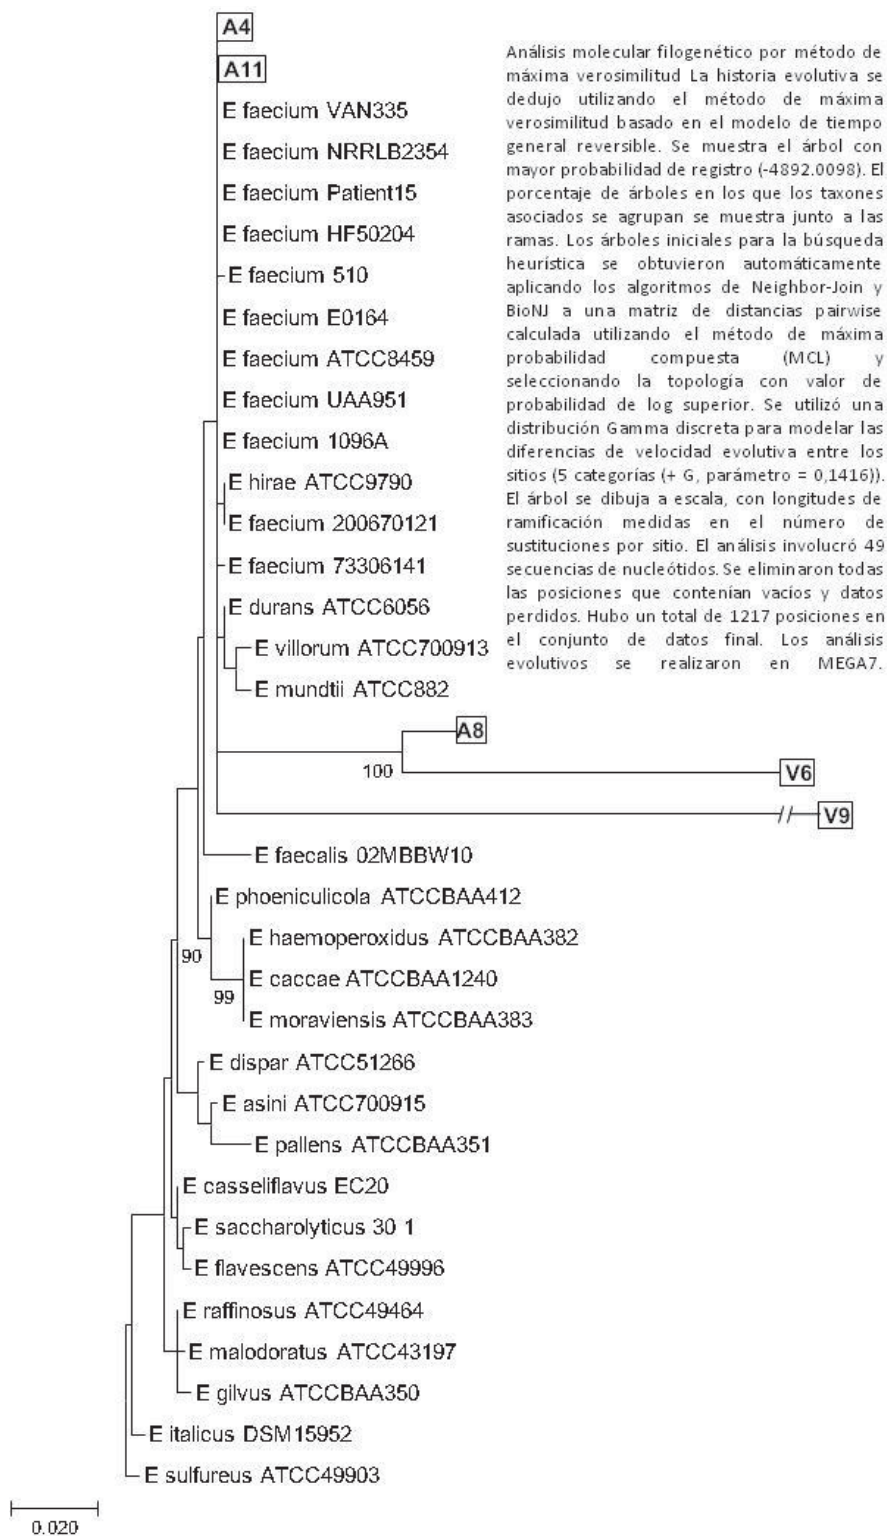 A4
A11
E faecium VAN335
E faecium NRRLB2354
E faecium Patient15
E faecium HF50204
E faecium 510
E faecium E0164
E faecium ATCC8459
E faecium UAA951
E faecium 1096A
E hirae ATCC9790
E faecium 200670121
E faecium 73306141
E durans ATCC6056
E villorum ATCC700913
E mundtii ATCC882
A8
100
V6
V9
E faecalis 02MBBW10
E phoeniculicola ATCCBAA412
E haemoperoxidus ATCCBAA382
90
E caccae ATCCBAA1240
99
E moraviensis ATCCBAA383
E dispar ATCC51266
E asini ATCC700915
E pallens ATCCBAA351
E casseliflavus EC20
E saccharolyticus 30 1
E flavescens ATCC49996
E raffinosus ATCC49464
E malodoratus ATCC43197
E gilvus ATCCBAA350
E italicus DSM15952
E sulfureus ATCC49903
0.020
Análisis molecular filogenético por método de
máxima verosimilitud La historia evolutiva se
dedujo utilizando el método de máxima
verosimilitud basado en el modelo de tiempo
general reversible. Se muestra el árbol con
mayor probabilidad de registro (-4892.0098). El
porcentaje de árboles en los que los taxones
asociados se agrupan se muestra junto a las
ramas. Los árboles iniciales para la búsqueda
heurística se obtuvieron automáticamente
aplicando los algoritmos de Neighbor-Join y
BioNJ a una matriz de distancias pairwise
calculada utilizando el método de máxima
probabilidad compuesta (MCL) y
seleccionando la topología con valor de
probabilidad de log superior. Se utilizó una
distribución Gamma discreta para modelar las
diferencias de velocidad evolutiva entre los
sitios (5 categorías (+ G, parámetro = 0,1416)).
El árbol se dibuja a escala, con longitudes de
ramificación medidas en el número de
sustituciones por sitio. El análisis involucró 49
secuencias de nucleótidos. Se eliminaron todas
las posiciones que contenían vacíos y datos
perdidos. Hubo un total de 1217 posiciones en
el conjunto de datos final. Los análisis
evolutivos se realizaron en MEGA7.